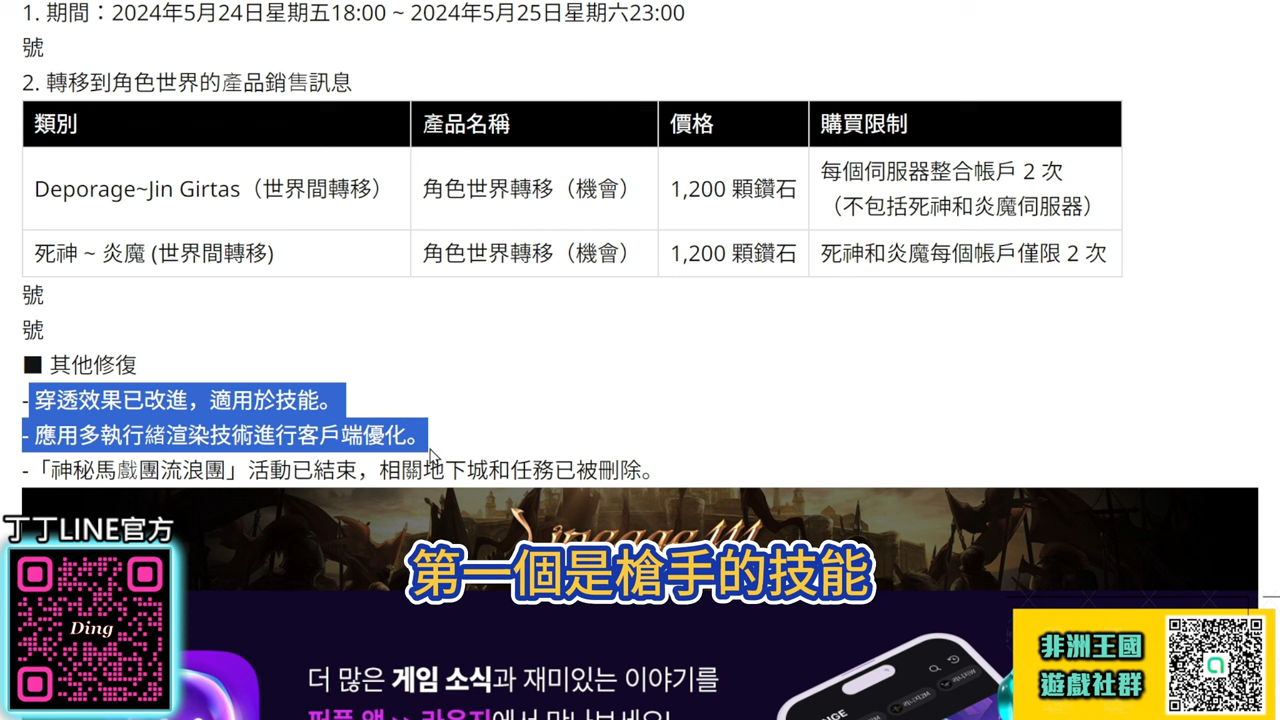 1. 期間：2024年5月24日星期五18:00 ~ 2024年5月25日星期六23:00
號
2. 轉移到角色世界的產品銷售訊息
類別 產品名稱 價格 購買限制
Deporage~Jin Girtas（世界間轉移） 角色世界轉移（機會） 1,200 顆鑽石 每個伺服器整合帳戶 2 次
（不包括死神和炎魔伺服器）
死神 ~ 炎魔 (世界間轉移) 角色世界轉移（機會） 1,200 顆鑽石 死神和炎魔每個帳戶僅限 2 次
號
號
■ 其他修復
- 穿透效果已改進，適用於技能。
- 應用多執行緒渲染技術進行客戶端優化。
-「神秘馬戲團流浪團」活動已結束，相關地下城和任務已被刪除。
丁丁LINE官方
第一個是槍手的技能
Ding
非洲王國
遊戲社群
더 많은 게임 소식과 재미있는 이야기를